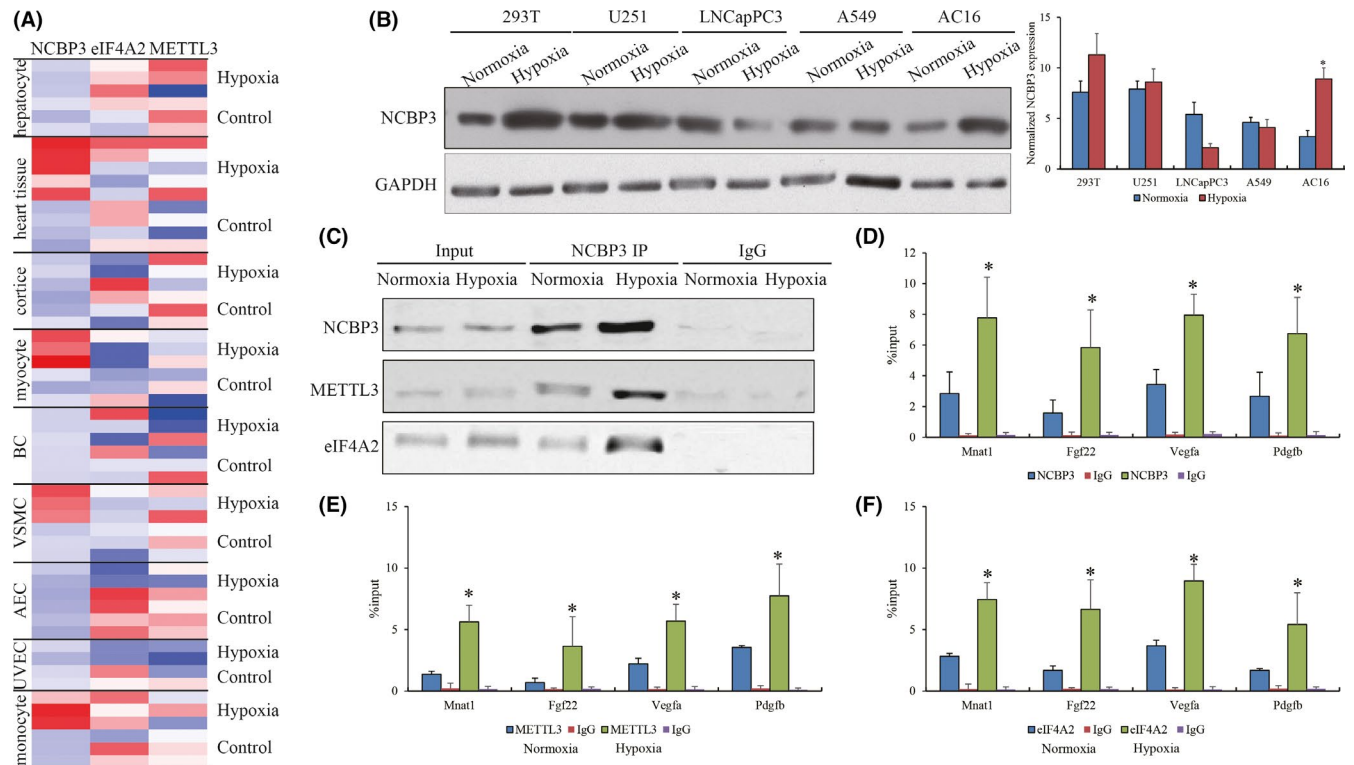 (A)
NCBP3 eIF4A2 METTL3
hepatocyte
Hypoxia
Control
heart tissue
Hypoxia
Control
cortice
Hypoxia
Control
myocyte
Hypoxia
Control
BC
Hypoxia
Control
VSMC
Hypoxia
Control
AEC
Hypoxia
Control
UVEC
Hypoxia
Control
monocyte
Hypoxia
Control
(B)
293T U251 LNCapPC3 A549 AC16
Normoxia Hypoxia Normoxia Hypoxia Normoxia Hypoxia Normoxia Hypoxia Normoxia Hypoxia
NCBP3
GAPDH
Normalized NCBP3 expression
15
10
5
0
*
293T U251 LNCapPC3 A549 AC16
Normoxia Hypoxia
(C)
Input NCBP3 IP IgG
Normoxia Hypoxia Normoxia Hypoxia Normoxia Hypoxia
NCBP3
METTL3
eIF4A2
(D)
%input
12
10
8
6
4
2
0
* * * *
Mnat1 Fgf22 Vegfa Pdgfb
NCBP3 IgG NCBP3 IgG
(E)
%input
15
10
5
0
* * * *
Mnat1 Fgf22 Vegfa Pdgfb
METTL3 IgG METTL3 IgG
Normoxia Hypoxia
(F)
%input
15
10
5
0
* * * *
Mnat1 Fgf22 Vegfa Pdgfb
eIF4A2 IgG eIF4A2 IgG
Normoxia Hypoxia